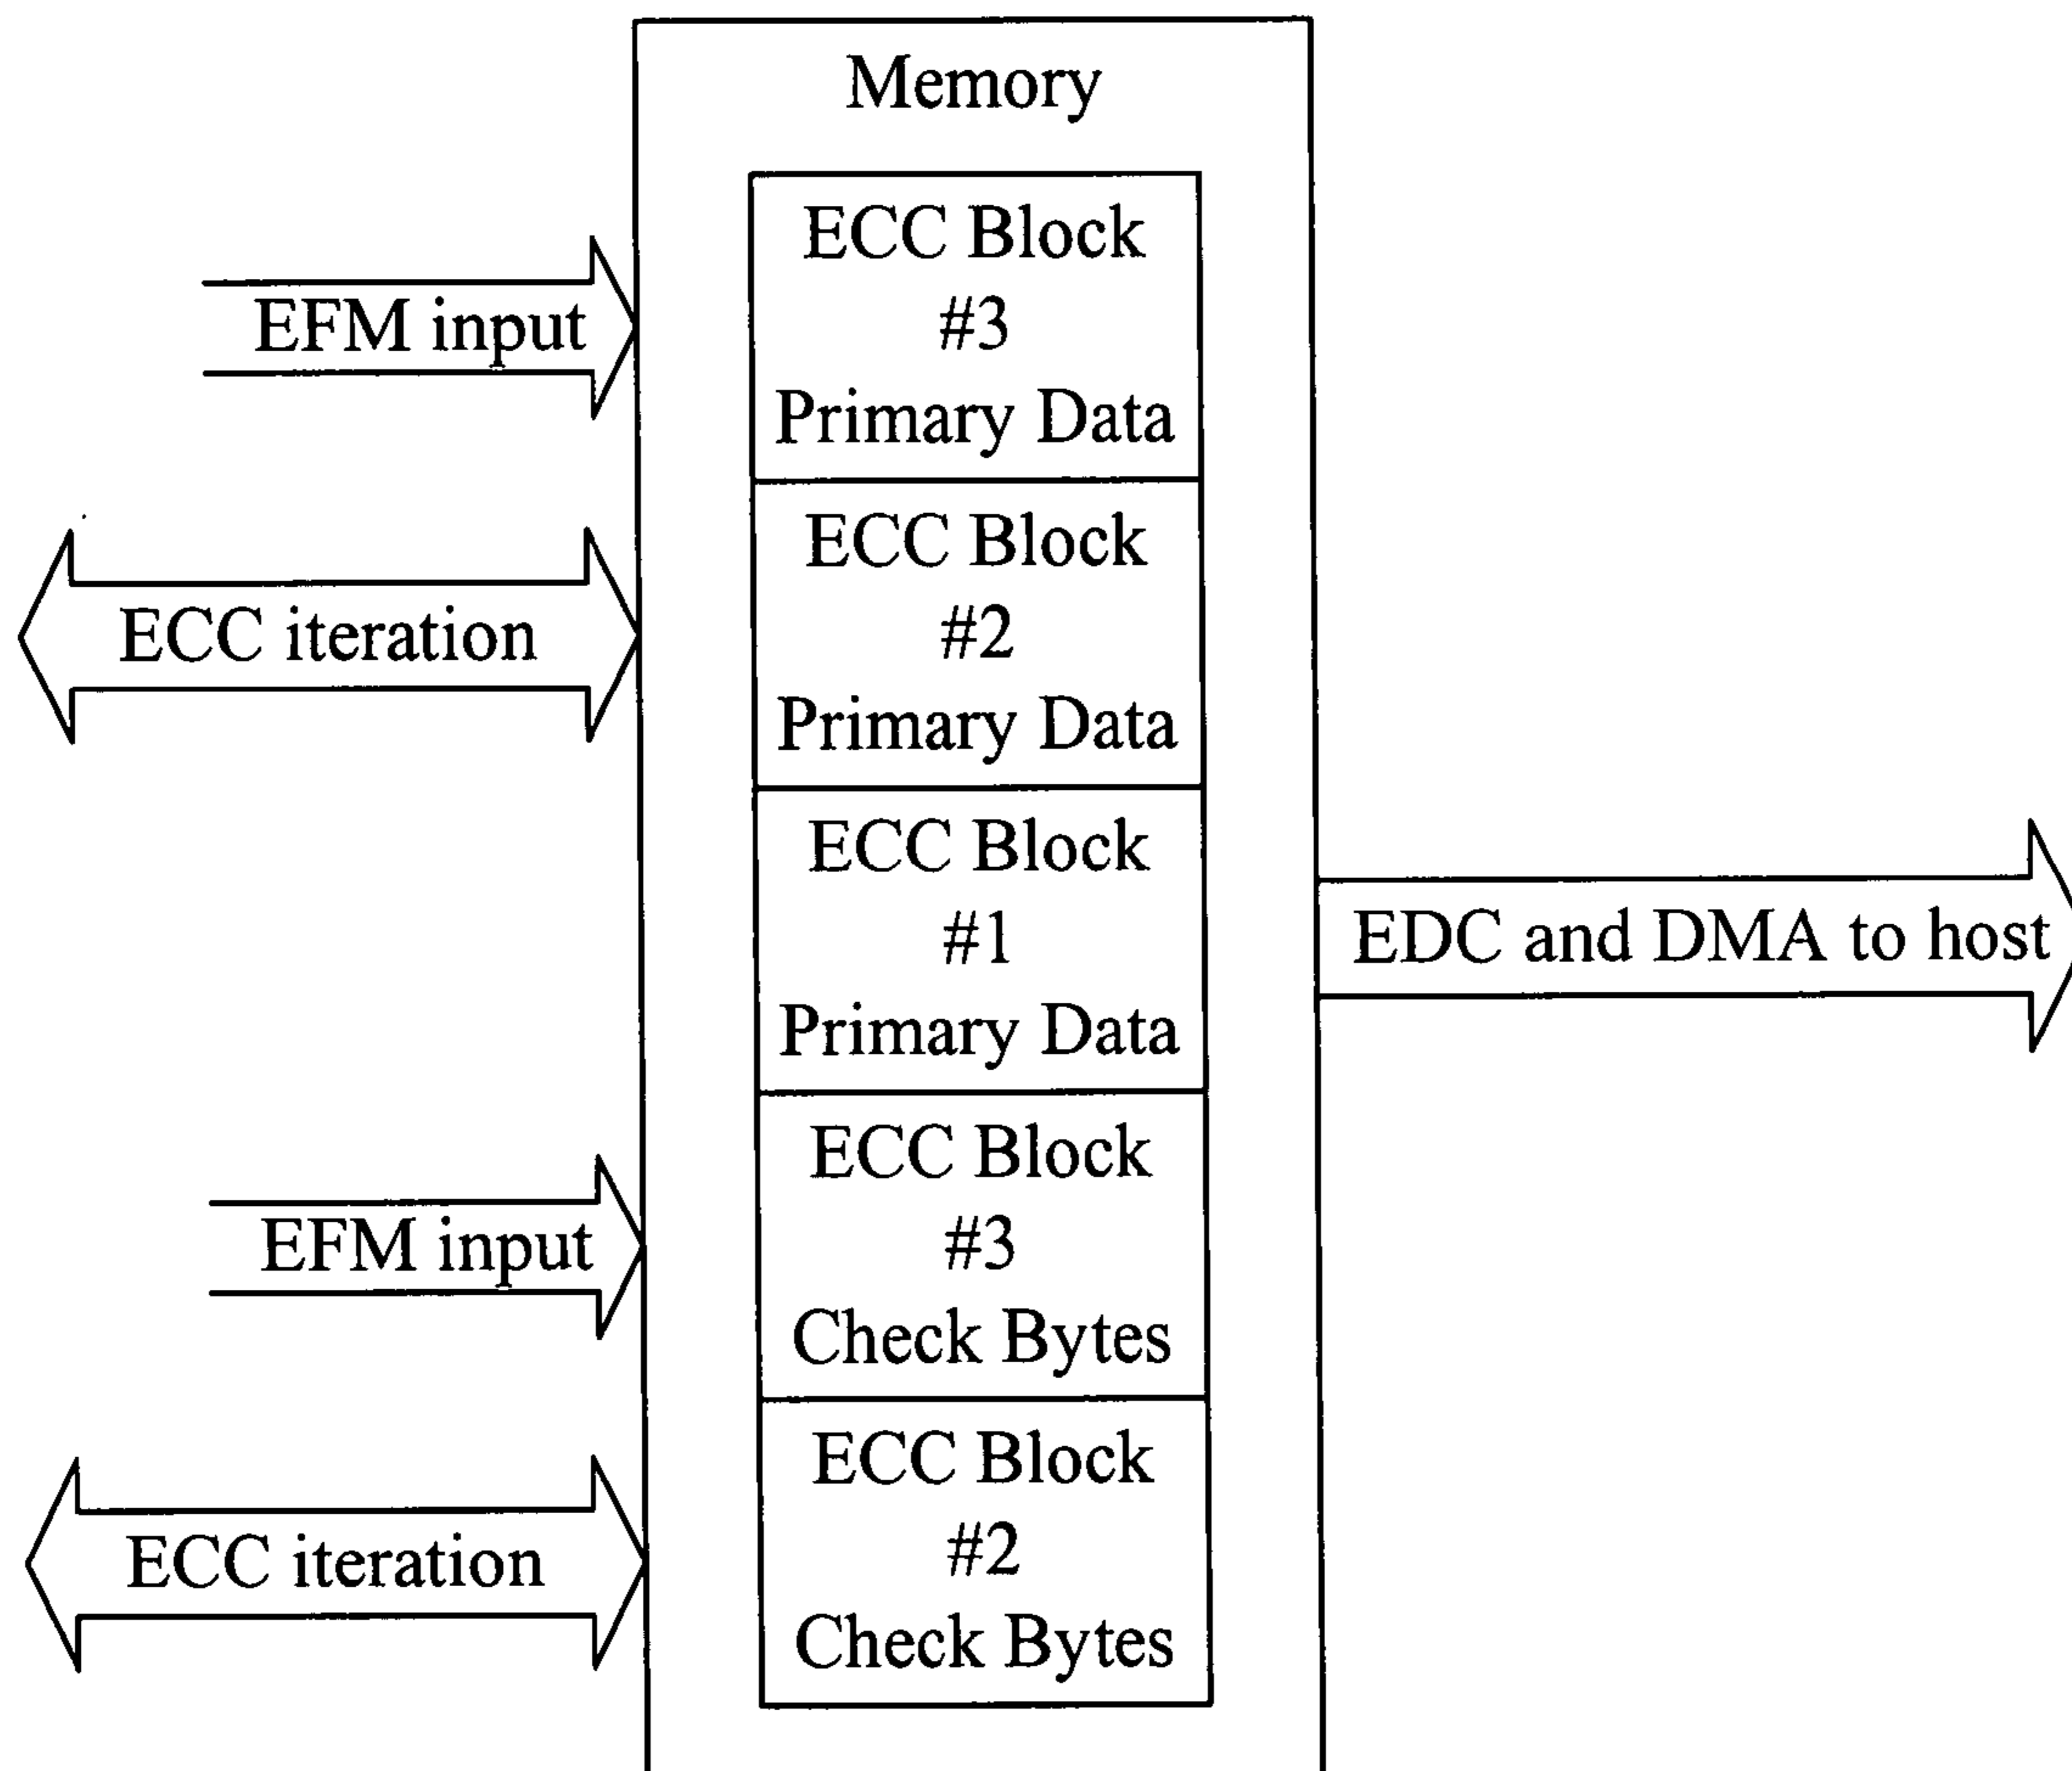 Memory
ECC Block
#3
Primary Data
EFM input
ECC Block
#2
Primary Data
ECC iteration
ECC Block
#1
Primary Data
EDC and DMA to host
ECC Block
#3
Check Bytes
EFM input
ECC Block
#2
Check Bytes
ECC iteration